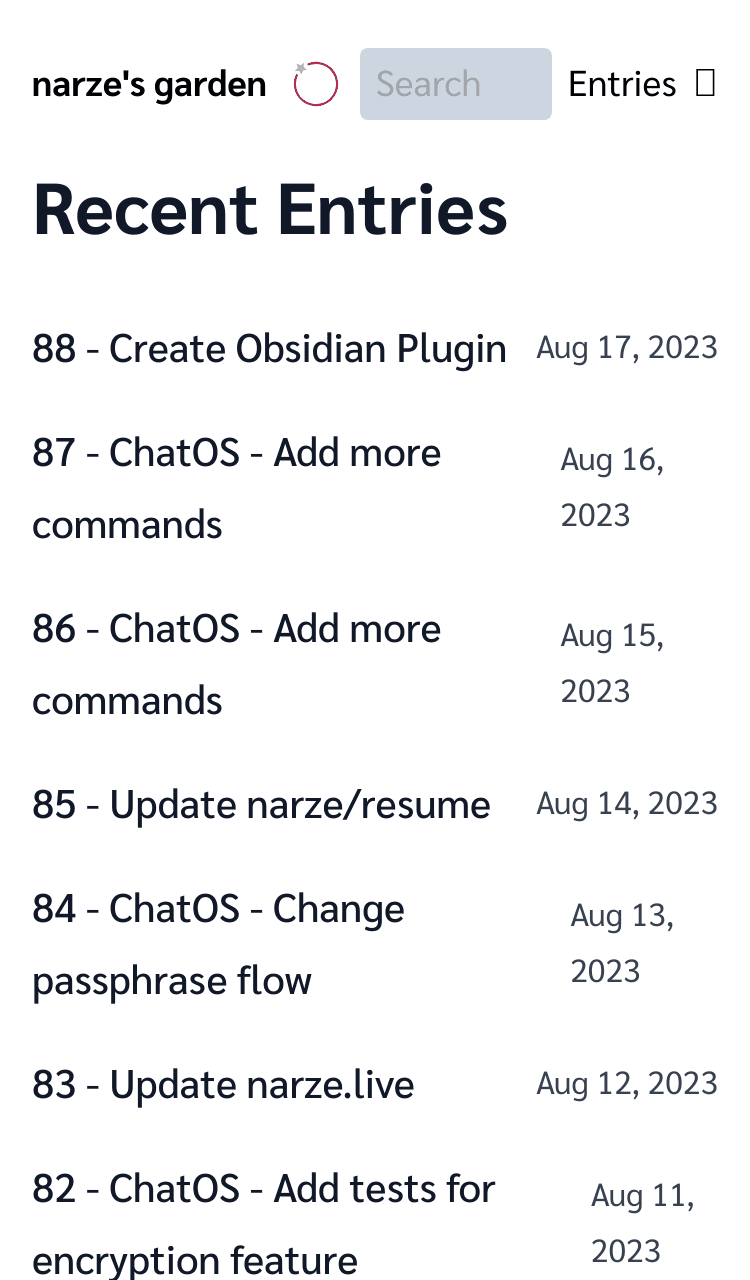 narze's garden Search Entries
Recent Entries
88 - Create Obsidian Plugin Aug 17, 2023
87 - ChatOS - Add more
commands
Aug 16,
2023
86 - ChatOS - Add more
commands
Aug 15,
2023
85 - Update narze/resume Aug 14, 2023
84 - ChatOS - Change
passphrase flow
Aug 13,
2023
83 - Update narze.live Aug 12, 2023
82 - ChatOS - Add tests for
encryption feature
Aug 11,
2023